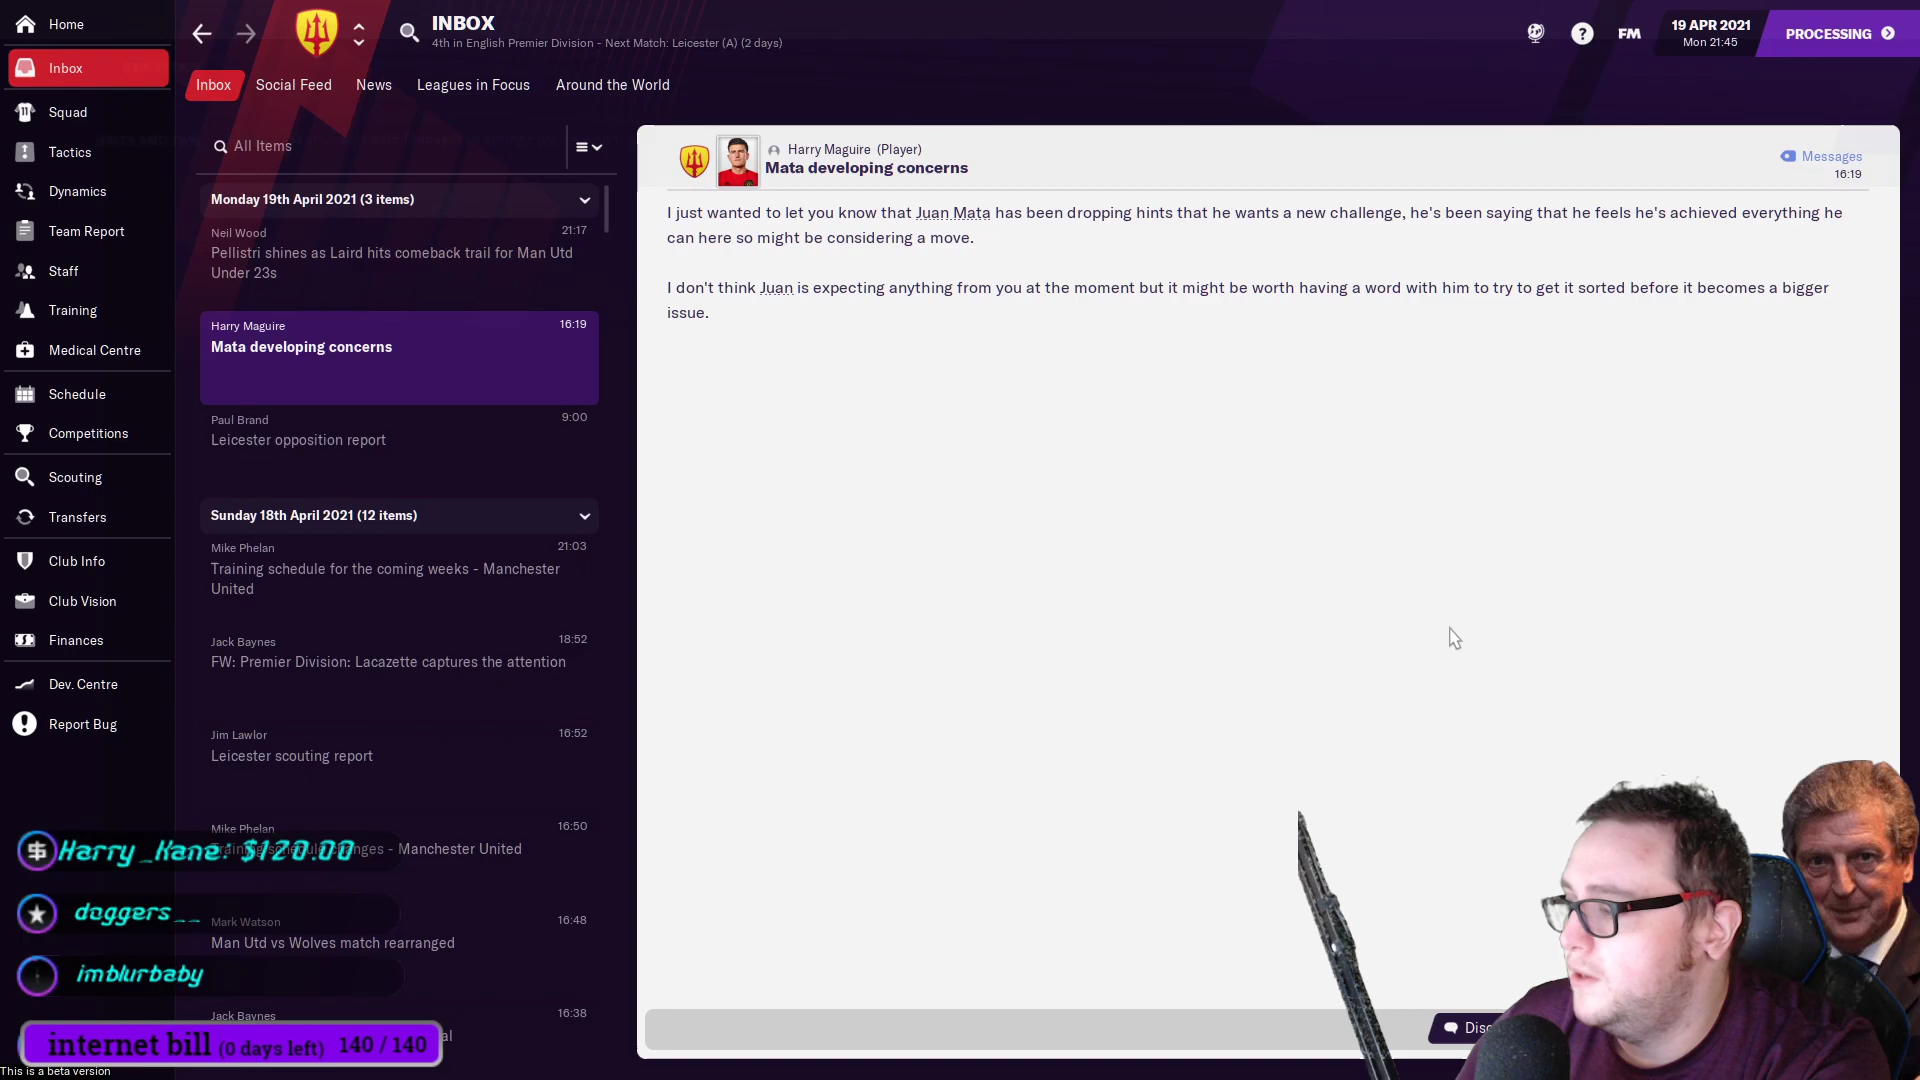 Home
Inbox
Squad
Tactics
Dynamics
Team Report
Staff
Training
Medical Centre
Schedule
Competitions
Scouting
Transfers
Club Info
Club Vision
Finances
Dev. Centre
Report Bug
INBOX
4th in English Premier Division - Next Match: Leicester (A) (2 days)
?
FM
19 APR 2021
Mon 21:45
PROCESSING
Inbox
Social Feed
News
Leagues in Focus
Around the World
All Items
Monday 19th April 2021 (3 items)
Neil Wood
21:17
Pellistri shines as Laird hits comeback trail for Man Utd
Under 23s
Harry Maguire
16:19
Mata developing concerns
Paul Brand
9:00
Leicester opposition report
Sunday 18th April 2021 (12 items)
Mike Phelan
21:03
Training schedule for the coming weeks - Manchester
United
Jack Baynes
18:52
FW: Premier Division: Lacazette captures the attention
Jim Lawlor
16:52
Leicester scouting report
Mike Phelan
16:50
Training schedule changes - Manchester United
Mark Watson
16:48
Man Utd vs Wolves match rearranged
Jack Baynes
16:38
Harry Maguire (Player)
Mata developing concerns
Messages
16:19
I just wanted to let you know that Juan Mata has been dropping hints that he wants a new challenge, he's been saying that he feels he's achieved everything he
can here so might be considering a move.
I don't think Juan is expecting anything from you at the moment but it might be worth having a word with him to try to get it sorted before it becomes a bigger
issue.
Harry_Kane: $120.00
daggers__
imblurbaby
internet bill (0 days left) 140 / 140
This is a beta version